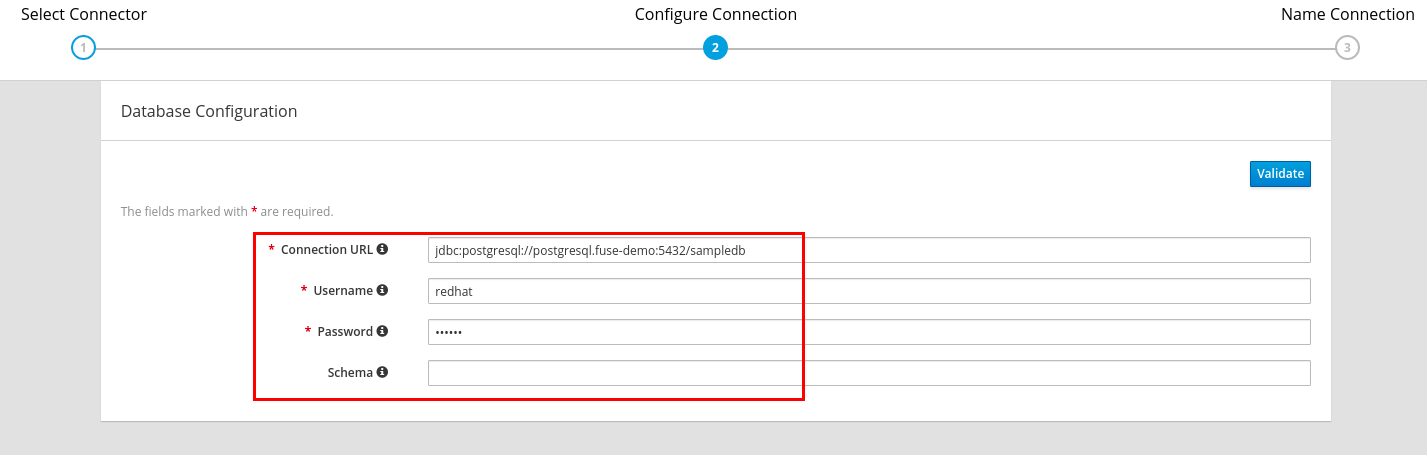 Select Connector Configure Connection Name Connection
1 2 3
Database Configuration
Validate
The fields marked with * are required.
* Connection URL jdbc:postgresql://postgresql.fuse-demo:5432/sampledb
* Username redhat
* Password ••••••
Schema